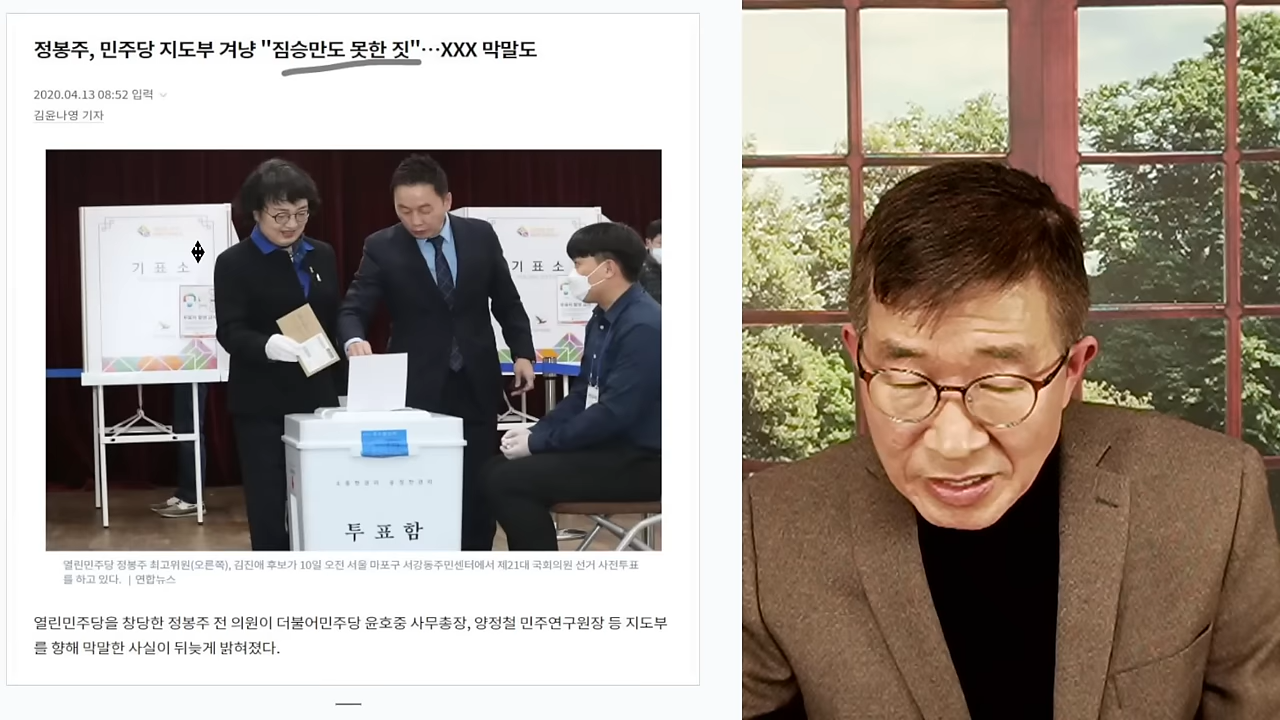 정봉주, 민주당 지도부 겨냥 "짐승만도 못한 짓"…XXX 막말도
2020.04.13 08:52 입력
김윤나영 기자
기 표 소
기 표 소
투 표 함
열린민주당 정봉주 최고위원(오른쪽), 김진애 후보가 10일 오전 서울 마포구 서강동주민센터에서 제21대 국회의원 선거 사전투표
를 하고 있다. | 연합뉴스
열린민주당을 창당한 정봉주 전 의원이 더불어민주당 윤호중 사무총장, 양정철 민주연구원장 등 지도부
를 향해 막말한 사실이 뒤늦게 밝혀졌다.